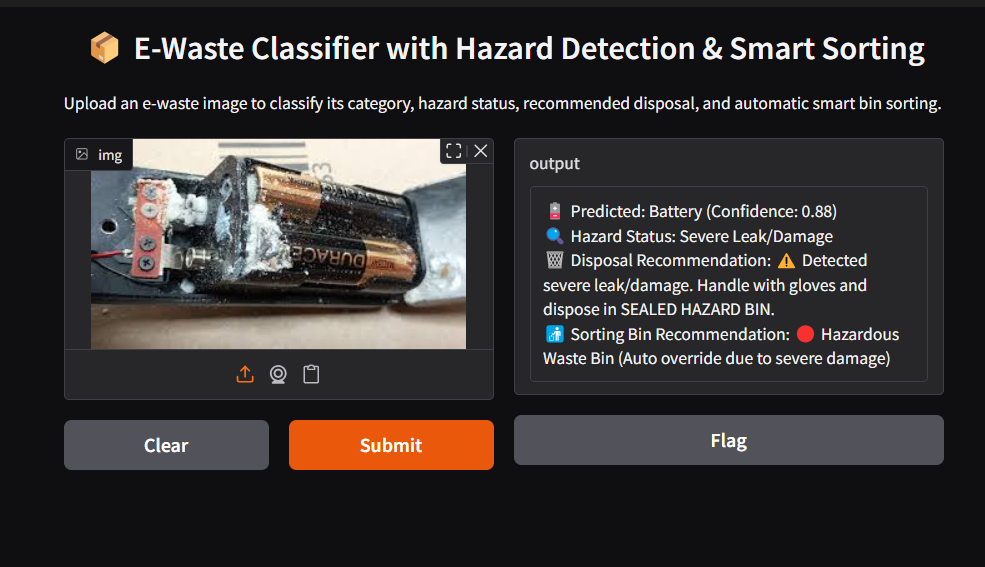 📦 E-Waste Classifier with Hazard Detection & Smart Sorting
Upload an e-waste image to classify its category, hazard status, recommended disposal, and automatic smart bin sorting.
img
63
DURACELL
DURACE
output
🔋 Predicted: Battery (Confidence: 0.88)
🔍 Hazard Status: Severe Leak/Damage
🗑️ Disposal Recommendation: ⚠️ Detected
severe leak/damage. Handle with gloves and
dispose in SEALED HAZARD BIN.
🚮 Sorting Bin Recommendation: 🔴 Hazardous
Waste Bin (Auto override due to severe damage)
Clear
Submit
Flag